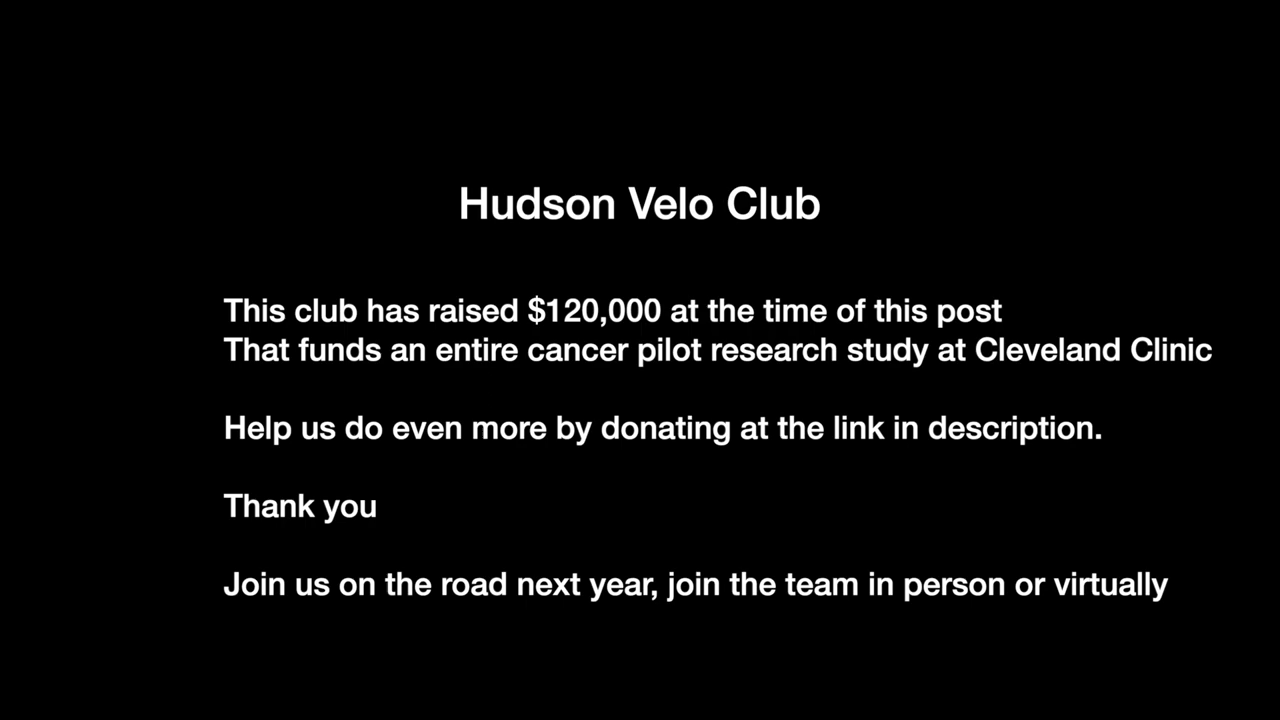 Hudson Velo Club
This club has raised $120,000 at the time of this post
That funds an entire cancer pilot research study at Cleveland Clinic
Help us do even more by donating at the link in description.
Thank you
Join us on the road next year, join the team in person or virtually